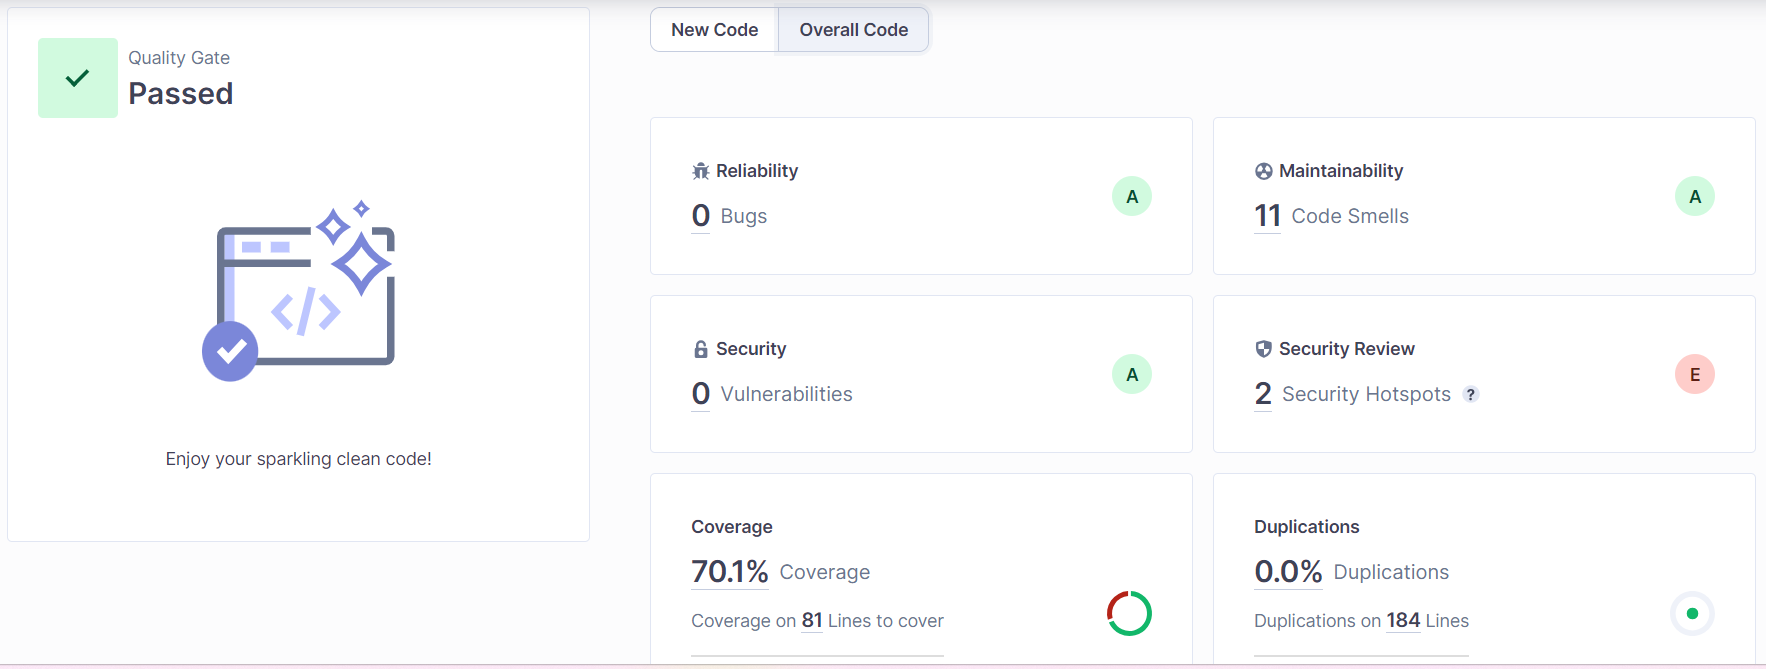 Quality Gate
Passed
Enjoy your sparkling clean code!
New Code
Overall Code
Reliability
0 Bugs
A
Maintainability
11 Code Smells
A
Security
0 Vulnerabilities
A
Security Review
2 Security Hotspots ?
E
Coverage
70.1% Coverage
Coverage on 81 Lines to cover
Duplications
0.0% Duplications
Duplications on 184 Lines